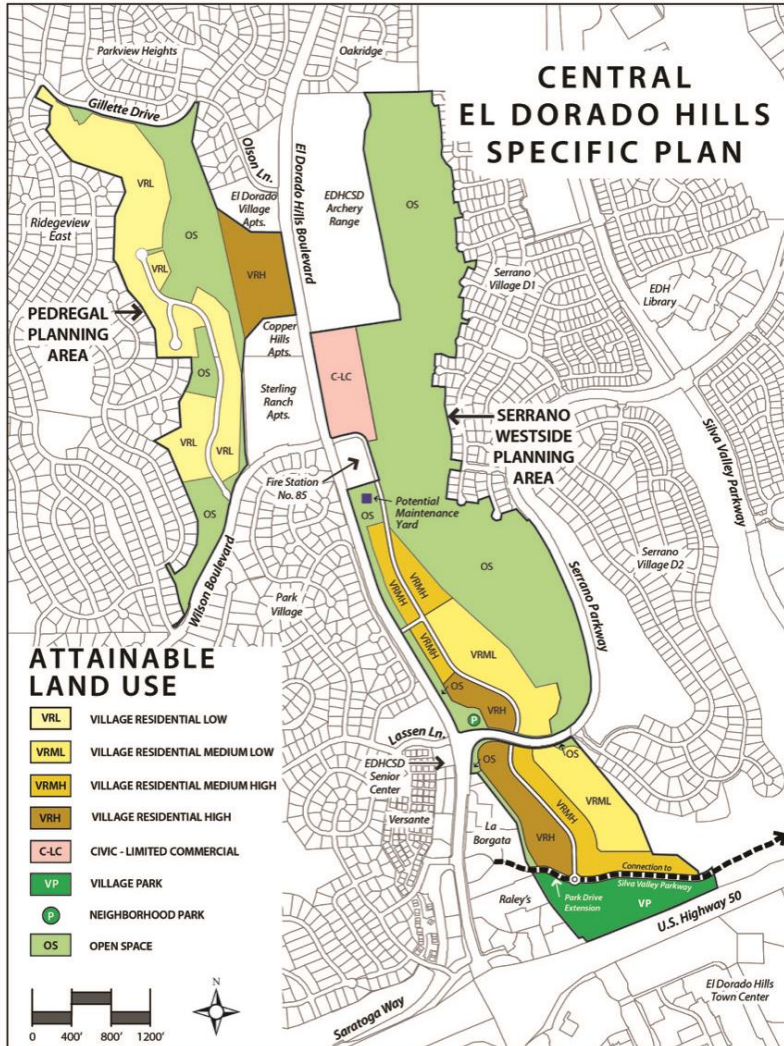 CENTRAL
EL DORADO HILLS
SPECIFIC PLAN
Parkview Heights
Oakridge
Gillette Drive
Olson Ln.
El Dorado Hills Boulevard
VRL
El Dorado
Village
Apts.
EDHCSD
Archery
Range
OS
Ridegeview
East
OS
VRL
VRH
Serrano
Village D1
EDH
Library
PEDREGAL
PLANNING
AREA
Copper
Hills
Apts.
OS
C-LC
Sterling
Ranch
Apts.
SERRANO
WESTSIDE
PLANNING
AREA
Silva Valley Parkway
VRL
VRL
Fire Station
No. 85
Potential
Maintenance
Yard
OS
OS
OS
Serrano
Village D2
Serrano Parkway
Wilson Boulevard
Park
Village
VRMH
VRMH
VRMH
VRML
OS
VRH
P
Lassen Ln.
EDHCSD
Senior
Center
OS
OS
Versante
La
Borgata
VRML
VRMH
VRH
Connection to
Silva Valley Parkway
Park Drive
Extension
VP
Raley's
U.S. Highway 50
El Dorado Hills
Town Center
Saratoga Way
ATTAINABLE
LAND USE
VRL VILLAGE RESIDENTIAL LOW
VRML VILLAGE RESIDENTIAL MEDIUM LOW
VRMH VILLAGE RESIDENTIAL MEDIUM HIGH
VRH VILLAGE RESIDENTIAL HIGH
C-LC CIVIC - LIMITED COMMERCIAL
VP VILLAGE PARK
P NEIGHBORHOOD PARK
OS OPEN SPACE
N
0 400' 800' 1200'